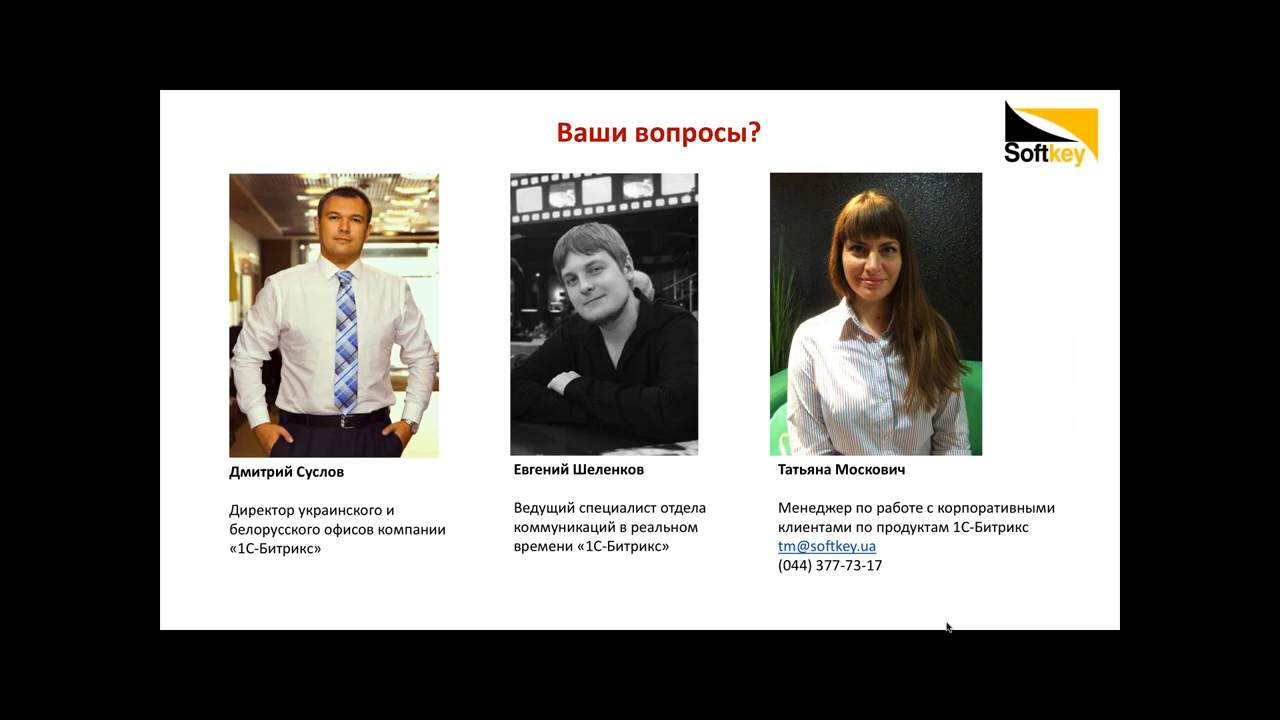 Ваши вопросы?
Softkey
Дмитрий Суслов
Директор украинского и
белорусского офисов компании
«1С-Битрикс»
Евгений Шеленков
Ведущий специалист отдела
коммуникаций в реальном
времени «1С-Битрикс»
Татьяна Москович
Менеджер по работе с корпоративными
клиентами по продуктам 1С-Битрикс
tm@softkey.ua
(044) 377-73-17